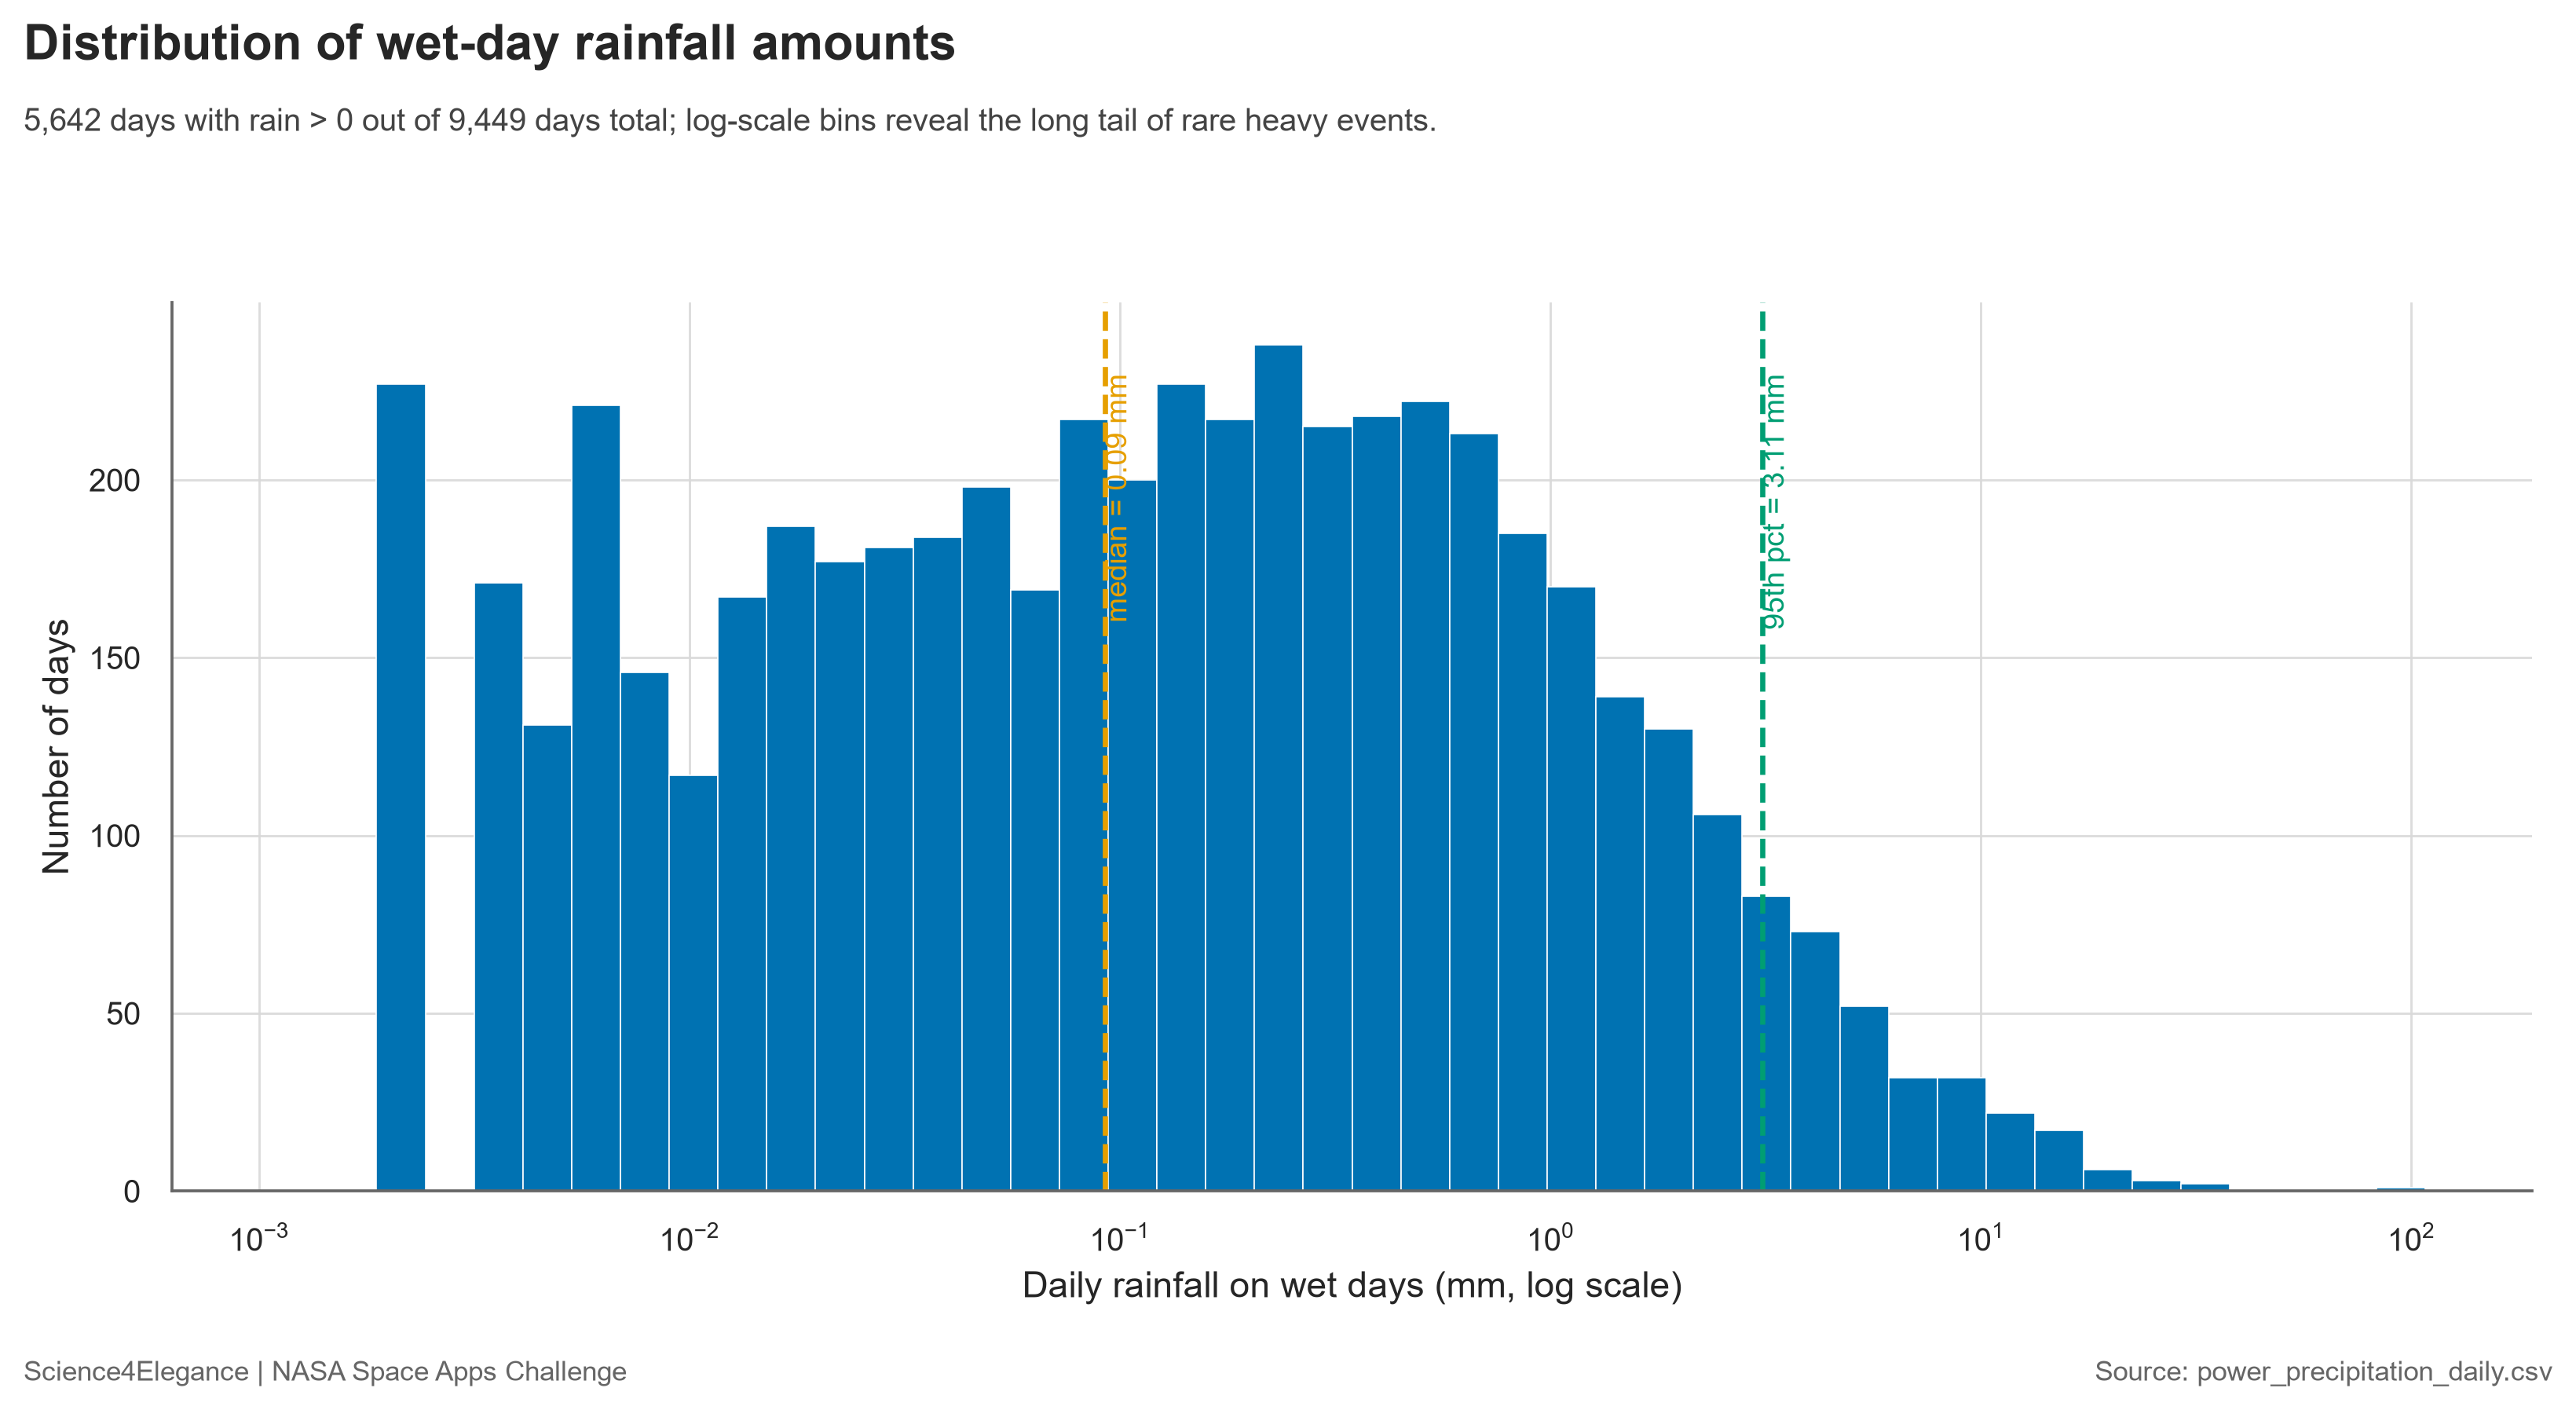 Distribution of wet-day rainfall amounts
5,642 days with rain > 0 out of 9,449 days total; log-scale bins reveal the long tail of rare heavy events.
median = 0.09 mm
95th pct = 3.11 mm
Number of days
200
150
100
50
0
10⁻³
10⁻²
10⁻¹
10⁰
10¹
10²
Daily rainfall on wet days (mm, log scale)
Science4Elegance | NASA Space Apps Challenge
Source: power_precipitation_daily.csv